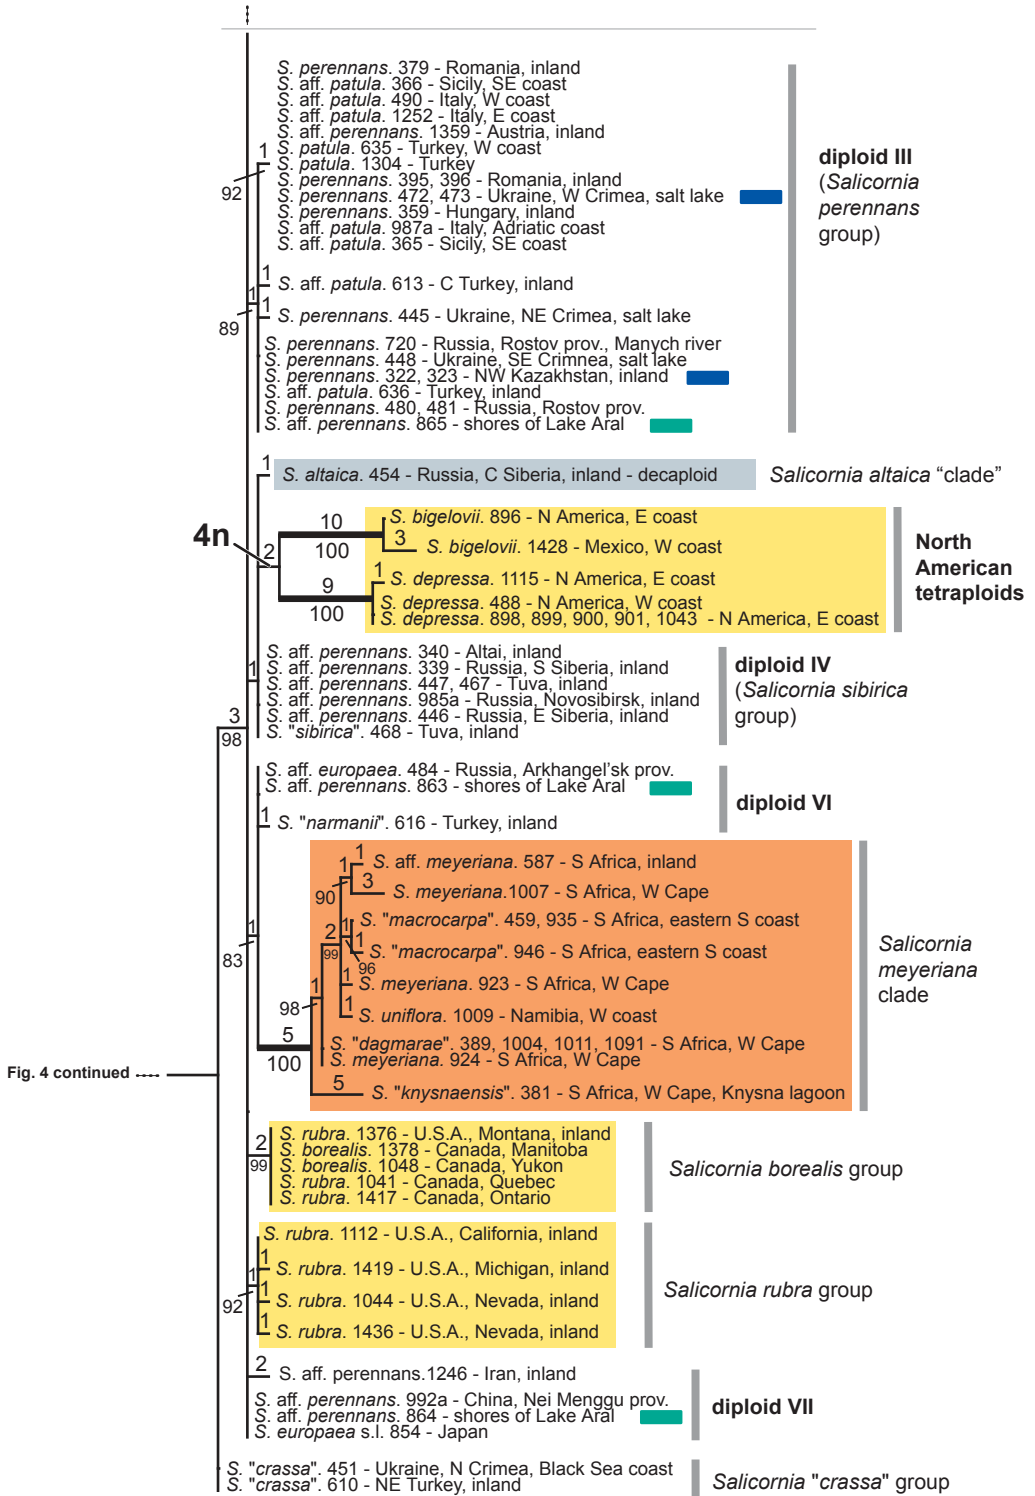 S. perennans. 379 - Romania, inland
S. aff. patula. 366 - Sicily, SE coast
S. aff. patula. 490 - Italy, W coast
S. aff. patula. 1252 - Italy, E coast
S. aff. perennans. 1359 - Austria, inland
S. patula. 635 - Turkey, W coast
1
S. patula. 1304 - Turkey
92
S. perennans. 395, 396 - Romania, inland
S. perennans. 472, 473 - Ukraine, W Crimea, salt lake
S. perennans. 359 - Hungary, inland
S. aff. patula. 987a - Italy, Adriatic coast
S. aff. patula. 365 - Sicily, SE coast
diploid III
(Salicornia
perennans
group)
1
S. aff. patula. 613 - C Turkey, inland
1
89
1
S. perennans. 445 - Ukraine, NE Crimea, salt lake
S. perennans. 720 - Russia, Rostov prov., Manych river
S. perennans. 448 - Ukraine, SE Crimnea, salt lake
S. perennans. 322, 323 - NW Kazakhstan, inland
S. aff. patula. 636 - Turkey, inland
S. perennans. 480, 481 - Russia, Rostov prov.
S. aff. perennans. 865 - shores of Lake Aral
1
S. altaica. 454 - Russia, C Siberia, inland - decaploid
Salicornia altaica “clade”
4n
2
10
100
S. bigelovii. 896 - N America, E coast
3
S. bigelovii. 1428 - Mexico, W coast
9
100
1
S. depressa. 1115 - N America, E coast
S. depressa. 488 - N America, W coast
S. depressa. 898, 899, 900, 901, 1043 - N America, E coast
North
American
tetraploids
1
S. aff. perennans. 340 - Altai, inland
S. aff. perennans. 339 - Russia, S Siberia, inland
S. aff. perennans. 447, 467 - Tuva, inland
S. aff. perennans. 985a - Russia, Novosibirsk, inland
S. aff. perennans. 446 - Russia, E Siberia, inland
S. "sibirica". 468 - Tuva, inland
diploid IV
(Salicornia sibirica
group)
3
98
S. aff. europaea. 484 - Russia, Arkhangel'sk prov.
S. aff. perennans. 863 - shores of Lake Aral
1
S. "narmanii". 616 - Turkey, inland
diploid VI
1
83
1
S. aff. meyeriana. 587 - S Africa, inland
90
3
S. meyeriana.1007 - S Africa, W Cape
2
99
1
S. "macrocarpa". 459, 935 - S Africa, eastern S coast
1
S. "macrocarpa". 946 - S Africa, eastern S coast
96
1
98
1
S. meyeriana. 923 - S Africa, W Cape
1
S. uniflora. 1009 - Namibia, W coast
5
100
S. "dagmarae". 389, 1004, 1011, 1091 - S Africa, W Cape
S. meyeriana. 924 - S Africa, W Cape
5
S. "knysnaensis". 381 - S Africa, W Cape, Knysna lagoon
Salicornia
meyeriana
clade
Fig. 4 continued
2
99
S. rubra. 1376 - U.S.A., Montana, inland
S. borealis. 1378 - Canada, Manitoba
S. borealis. 1048 - Canada, Yukon
S. rubra. 1041 - Canada, Quebec
S. rubra. 1417 - Canada, Ontario
Salicornia borealis group
S. rubra. 1112 - U.S.A., California, inland
1
S. rubra. 1419 - U.S.A., Michigan, inland
1
92
1
S. rubra. 1044 - U.S.A., Nevada, inland
1
S. rubra. 1436 - U.S.A., Nevada, inland
Salicornia rubra group
2
S. aff. perennans.1246 - Iran, inland
S. aff. perennans. 992a - China, Nei Menggu prov.
S. aff. perennans. 864 - shores of Lake Aral
S. europaea s.l. 854 - Japan
diploid VII
S. "crassa". 451 - Ukraine, N Crimea, Black Sea coast
S. "crassa". 610 - NE Turkey, inland
Salicornia "crassa" group